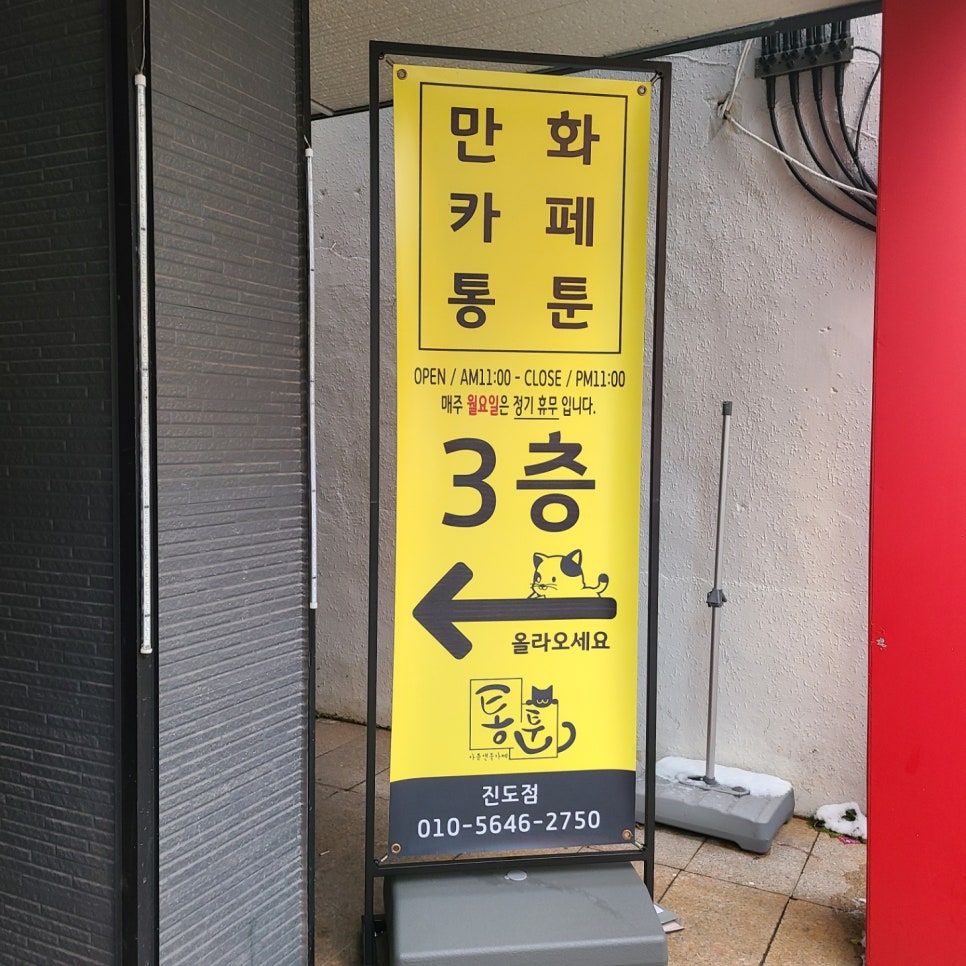 만화
카페
통툰
OPEN / AM11:00 - CLOSE / PM11:00
매주 월요일은 정기 휴무 입니다.
3층
올라오세요
통툰
진도점
010-5646-2750